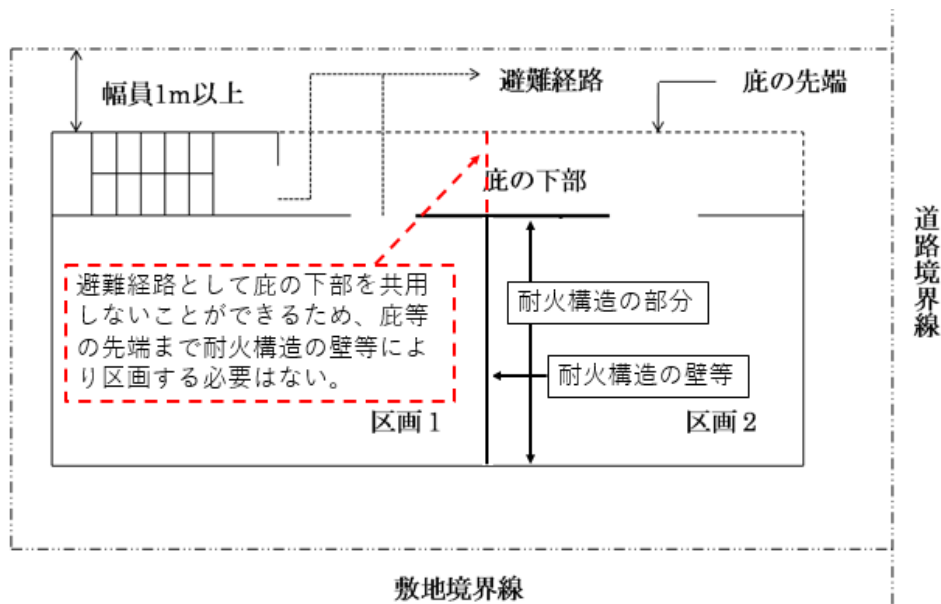 幅員1m以上
避難経路
庇の先端
庇の下部
道路境界線
避難経路として庇の下部を共用
しないことができるため、庇等
の先端まで耐火構造の壁等によ
り区画する必要はない。
耐火構造の部分
耐火構造の壁等
区画1
区画2
敷地境界線